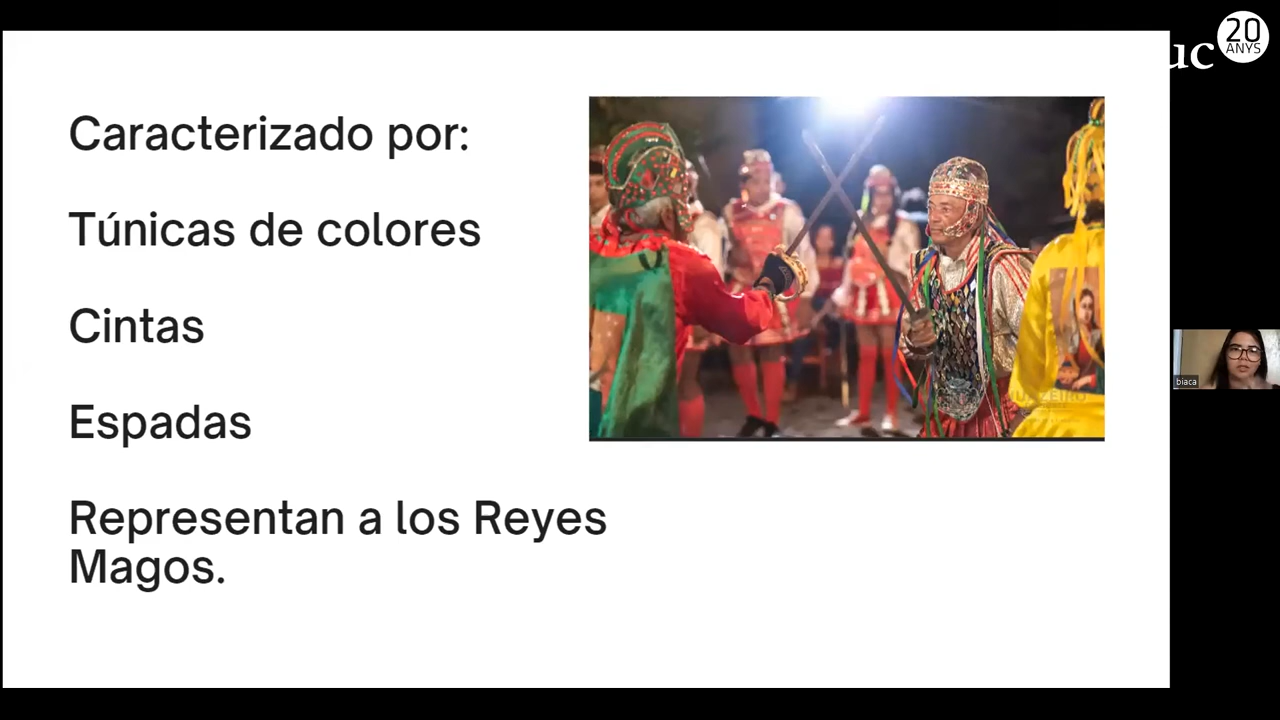 Caracterizado por:
Túnicas de colores
Cintas
Espadas
Representan a los Reyes
Magos.
uc
20
ANYS
biaca